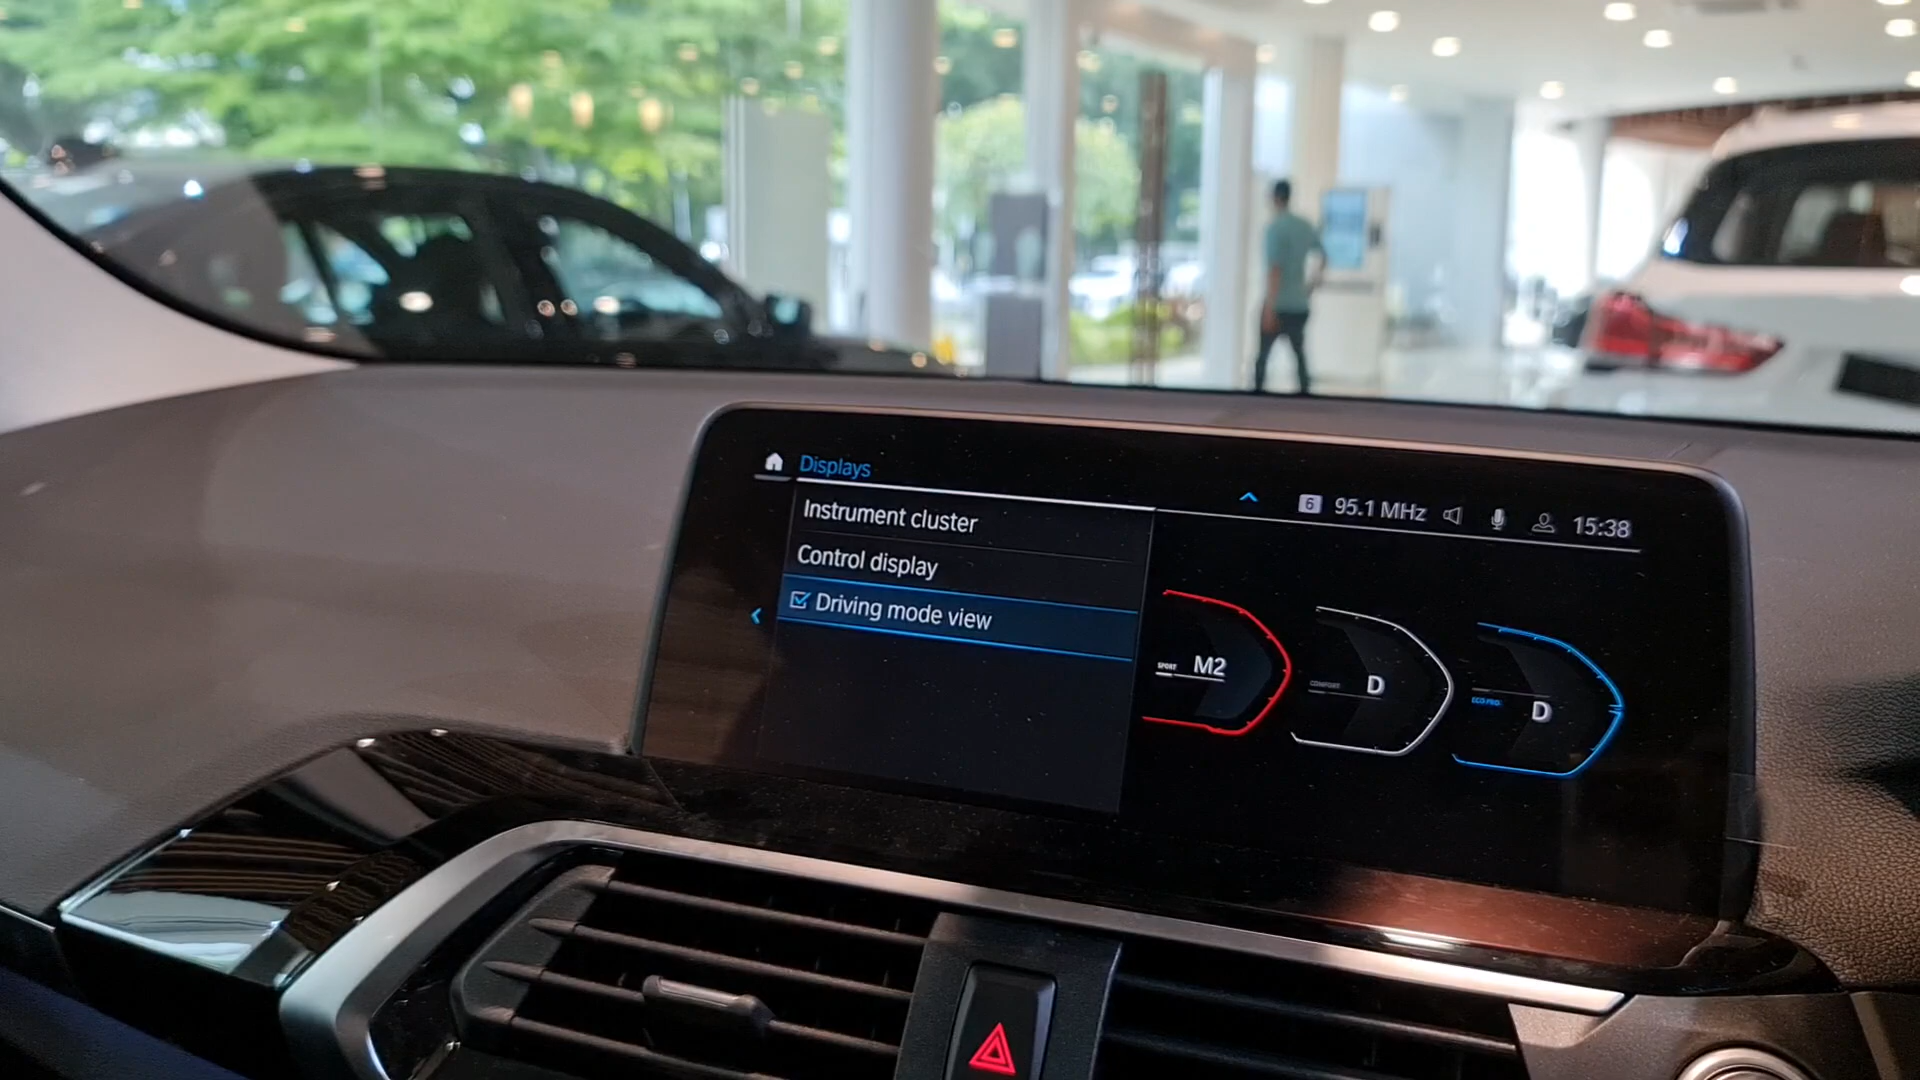 Displays
6 95.1 MHz 15:38
Instrument cluster
Control display
Driving mode view
SPORT M2
COMFORT D
ECO PRO D